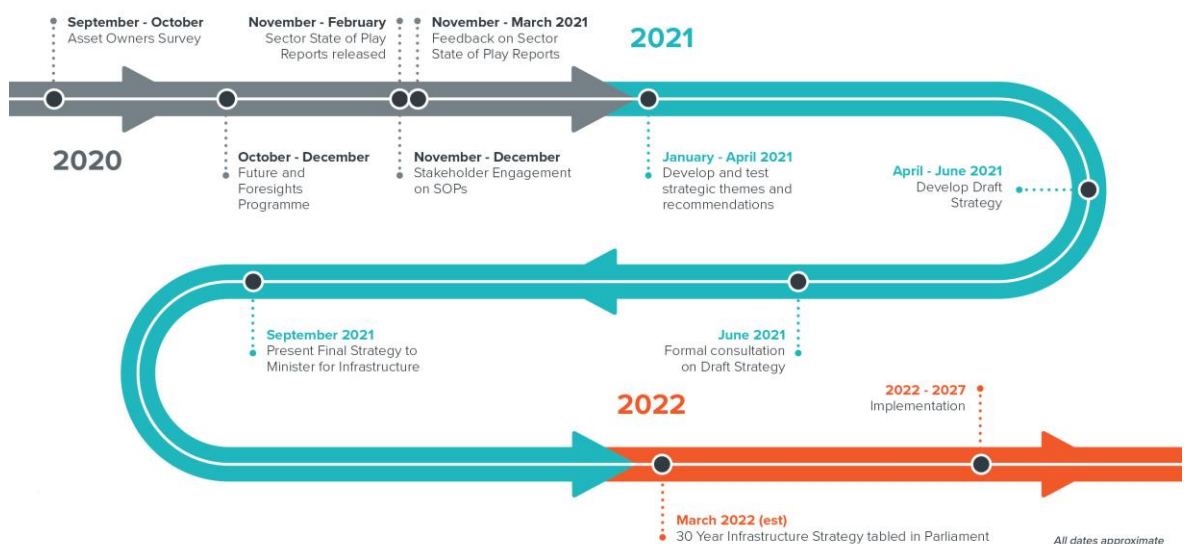 September - October
Asset Owners Survey
November - February
Sector State of Play
Reports released
November - March 2021
Feedback on Sector
State of Play Reports
2021
2020
October - December
Future and
Foresights
Programme
November - December
Stakeholder Engagement
on SOPs
January - April 2021
Develop and test
strategic themes and
recommendations
April - June 2021
Develop Draft
Strategy
September 2021
Present Final Strategy to
Minister for Infrastructure
June 2021
Formal consultation
on Draft Strategy
2022
2022 - 2027
Implementation
March 2022 (est)
30 Year Infrastructure Strategy tabled in Parliament
All dates approximate